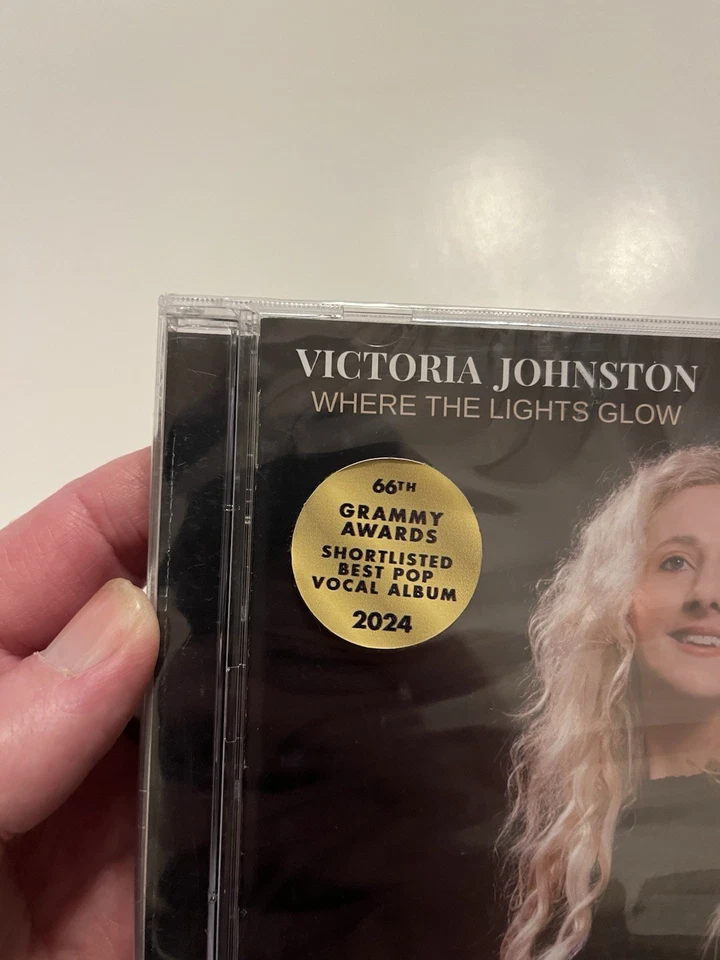 VICTORIA JOHNSTON
WHERE THE LIGHTS GLOW
66TH
GRAMMY
AWARDS
SHORTLISTED
BEST POP
VOCAL ALBUM
2024